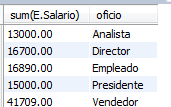 sum(E.Salario) oficio
13000.00 Analista
16700.00 Director
16890.00 Empleado
15000.00 Presidente
41709.00 Vendedor